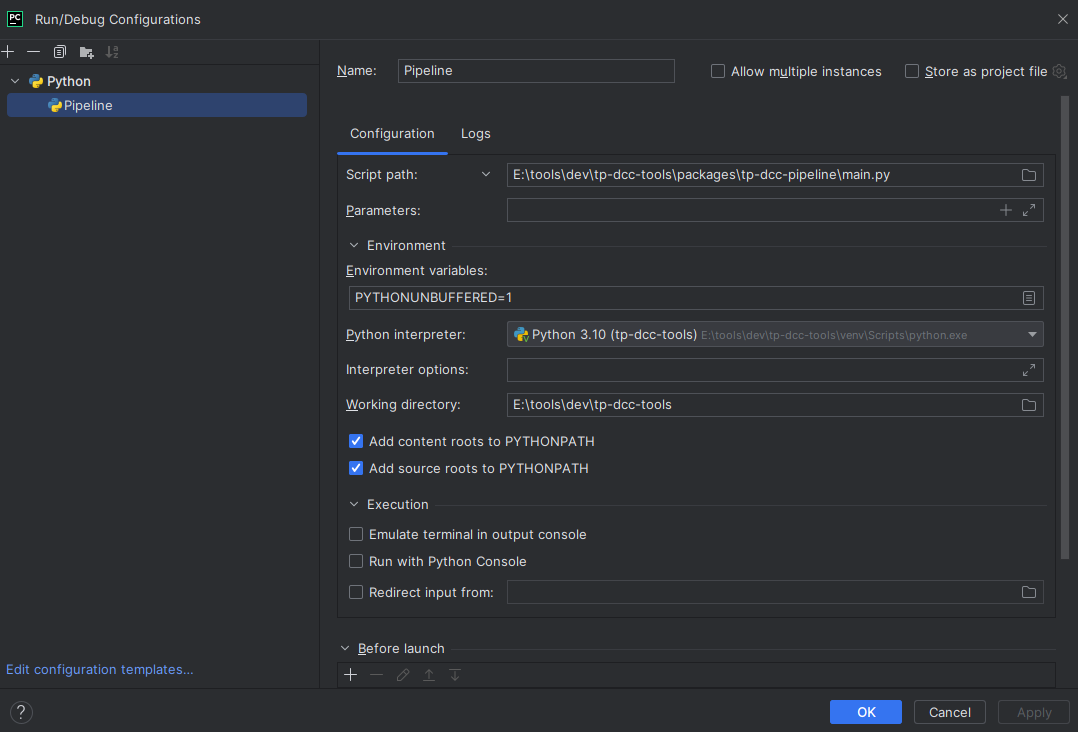 PC Run/Debug Configurations
Python
Pipeline
Edit configuration templates...
Name: Pipeline Allow multiple instances Store as project file
Configuration Logs
Script path: E:\tools\dev\tp-dcc-tools\packages\tp-dcc-pipeline\main.py
Parameters:
Environment
Environment variables:
PYTHONUNBUFFERED=1
Python interpreter: Python 3.10 (tp-dcc-tools) E:\tools\dev\tp-dcc-tools\venv\Scripts\python.exe
Interpreter options:
Working directory: E:\tools\dev\tp-dcc-tools
Add content roots to PYTHONPATH
Add source roots to PYTHONPATH
Execution
Emulate terminal in output console
Run with Python Console
Redirect input from:
Before launch
? OK Cancel Apply